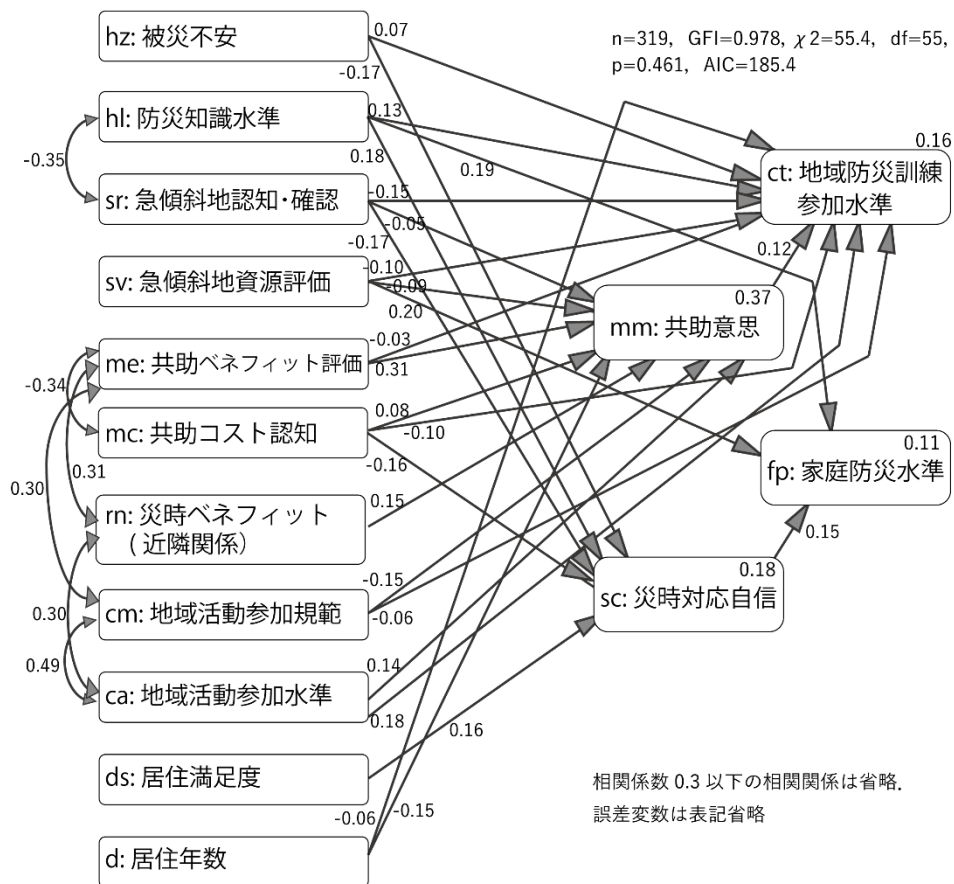 n=319, GFI=0.978, χ2=55.4, df=55,
p=0.461, AIC=185.4
hz: 被災不安
0.07
-0.17
hl: 防災知識水準
0.13
0.18
0.19
-0.35
sr: 急傾斜地認知・確認
-0.15
-0.05
-0.17
sv: 急傾斜地資源評価
-0.10
-0.09
0.20
me: 共助ベネフィット評価
-0.03
0.31
-0.34
mc: 共助コスト認知
0.08
-0.10
-0.16
0.31
0.30
rn: 災時ベネフィット
(近隣関係)
0.15
cm: 地域活動参加規範
-0.15
-0.06
0.30
0.49
ca: 地域活動参加水準
0.14
0.18
ds: 居住満足度
0.16
d: 居住年数
-0.06
-0.15
0.16
ct: 地域防災訓練
参加水準
0.12
0.37
mm: 共助意思
0.11
fp: 家庭防災水準
0.15
0.18
sc: 災時対応自信
相関係数 0.3 以下の相関関係は省略.
誤差変数は表記省略